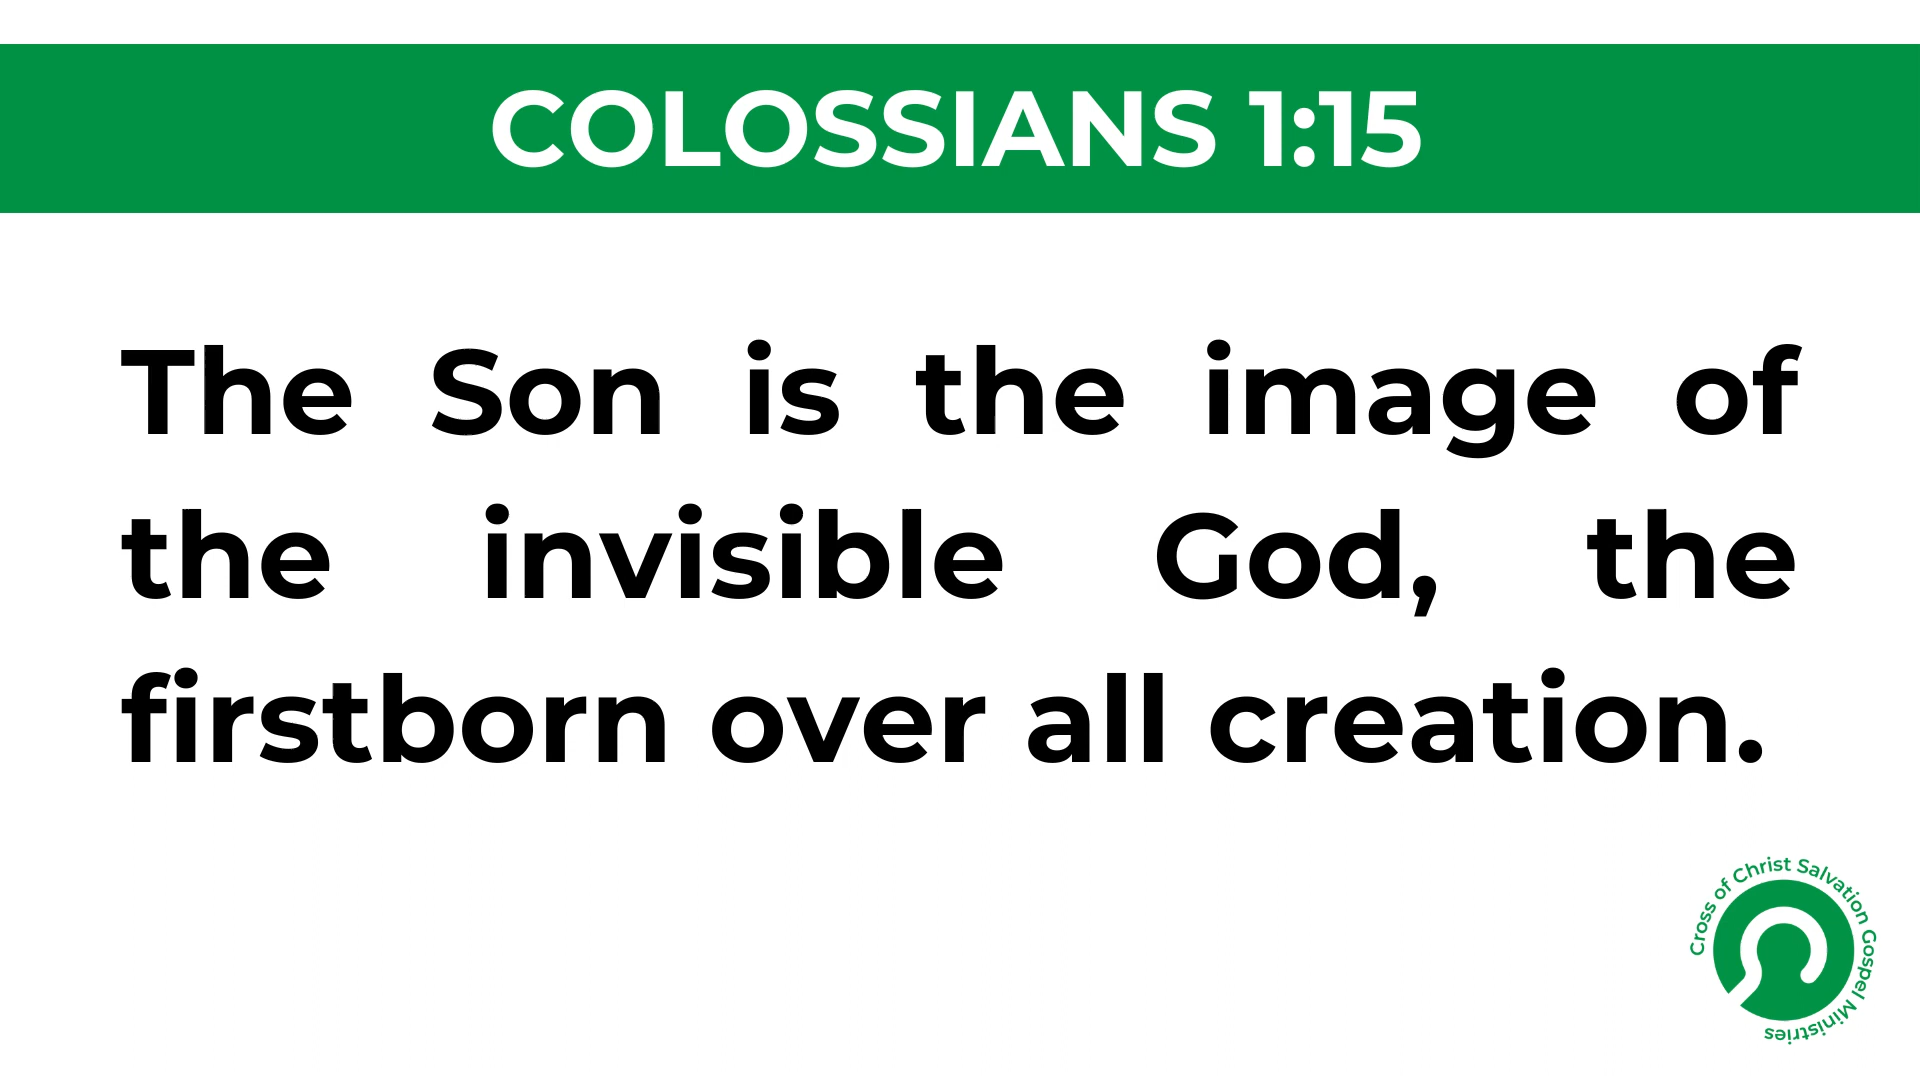 COLOSSIANS 1:15
The Son is the image of
the invisible God, the
firstborn over all creation.
Cross of Christ Salvation Gospel Ministries